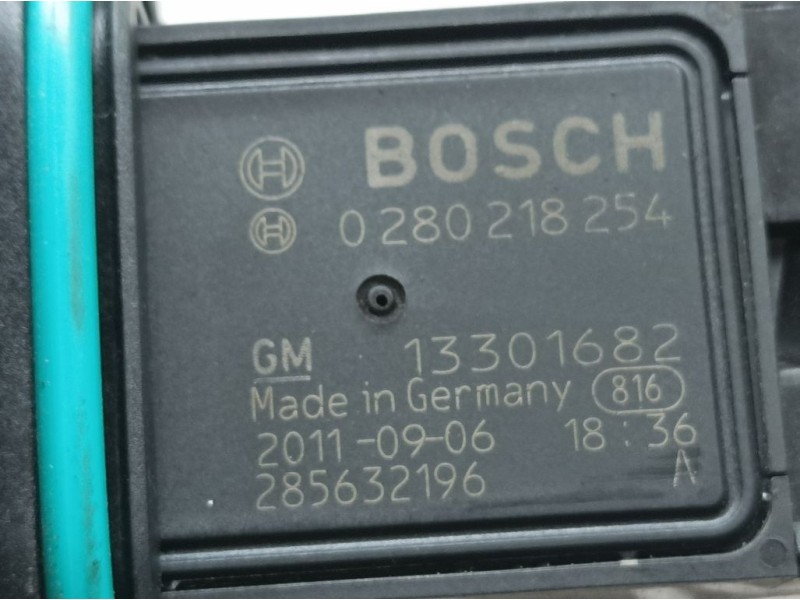 BOSCH
0 280 218 254
GM 13301682
Made in Germany 816
2011-09-06 18:36
285632196 A